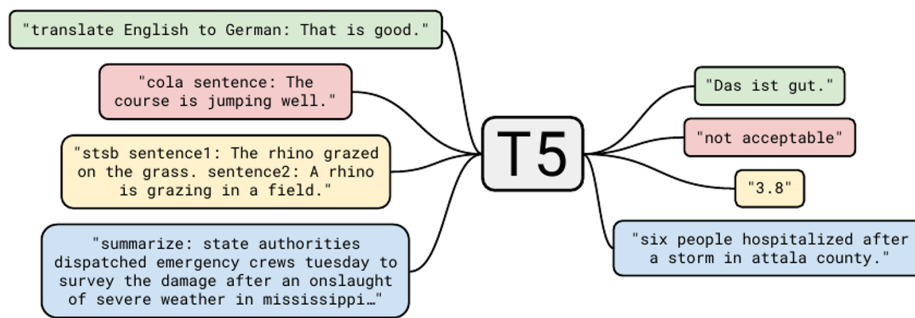 "translate English to German: That is good."
"cola sentence: The
course is jumping well."
"stsb sentence1: The rhino grazed
on the grass. sentence2: A rhino
is grazing in a field."
"summarize: state authorities
dispatched emergency crews tuesday to
survey the damage after an onslaught
of severe weather in mississippi…"
T5
"Das ist gut."
"not acceptable"
"3.8"
"six people hospitalized after
a storm in attala county."